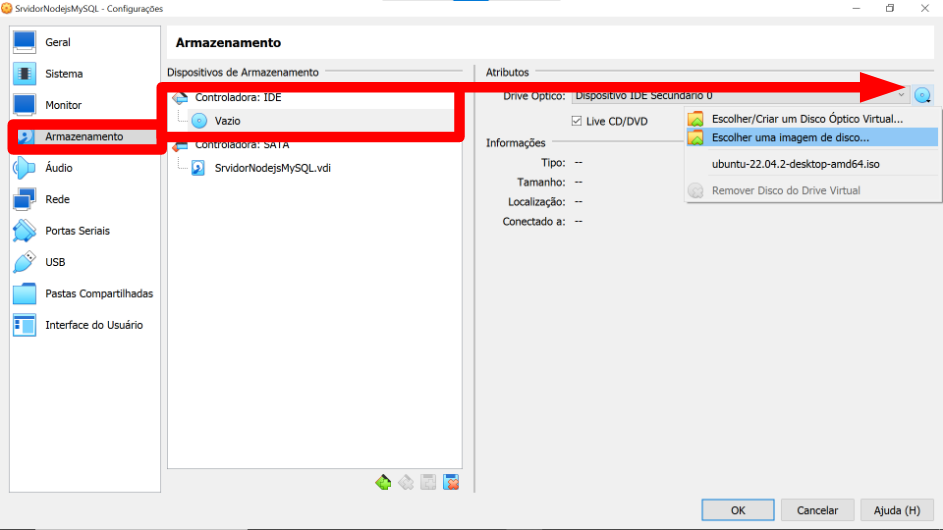 SrvidorNodejsMySQL - Configurações
Geral
Sistema
Monitor
Armazenamento
Áudio
Rede
Portas Seriais
USB
Pastas Compartilhadas
Interface do Usuário
Armazenamento
Dispositivos de Armazenamento
Controladora: IDE
Vazio
Controladora: SATA
SrvidorNodejsMySQL.vdi
Atributos
Drive Óptico: Dispositivo IDE Secundário 0
Live CD/DVD
Informações
Tipo: --
Tamanho: --
Localização: --
Conectado a: --
Escolher/Criar um Disco Óptico Virtual...
Escolher uma imagem de disco...
ubuntu-22.04.2-desktop-amd64.iso
Remover Disco do Drive Virtual
OK
Cancelar
Ajuda (H)